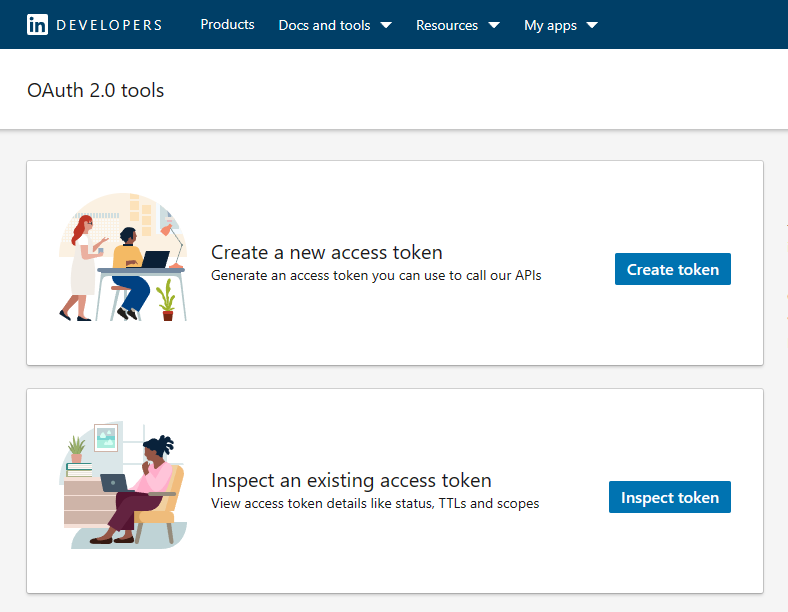 in DEVELOPERS Products Docs and tools Resources My apps
OAuth 2.0 tools
Create a new access token
Generate an access token you can use to call our APIs
Create token
Inspect an existing access token
View access token details like status, TTLs and scopes
Inspect token